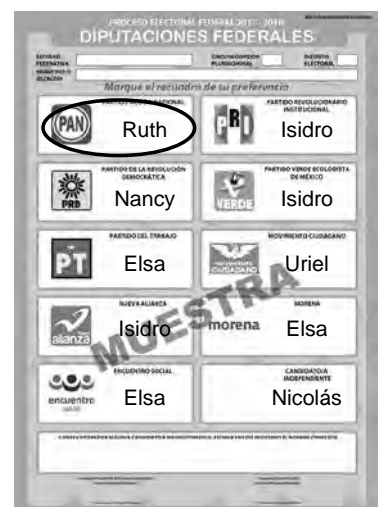 PROCESO ELECTORAL FEDERAL 2017 - 2018
DIPUTACIONES FEDERALES
ENTIDAD
FEDERATIVA
CIRCUNSCRIPCIÓN
PLURINOMINAL
DISTRITO
ELECTORAL
MUNICIPIO O
ALCALDÍA
Marque el recuadro de su preferencia
PAN
Ruth
PRI
PARTIDO REVOLUCIONARIO
INSTITUCIONAL
Isidro
PRD
PARTIDO DE LA REVOLUCIÓN
DEMOCRÁTICA
Nancy
VERDE
PARTIDO VERDE ECOLOGISTA
DE MÉXICO
Isidro
PT
PARTIDO DEL TRABAJO
Elsa
MOVIMIENTO CIUDADANO
CIUDADANO
Uriel
alianza
NUEVA ALIANZA
Isidro
morena
MORENA
Elsa
encuentro
social
ENCUENTRO SOCIAL
Elsa
CANDIDATO/A
INDEPENDIENTE
Nicolás
MUESTRA